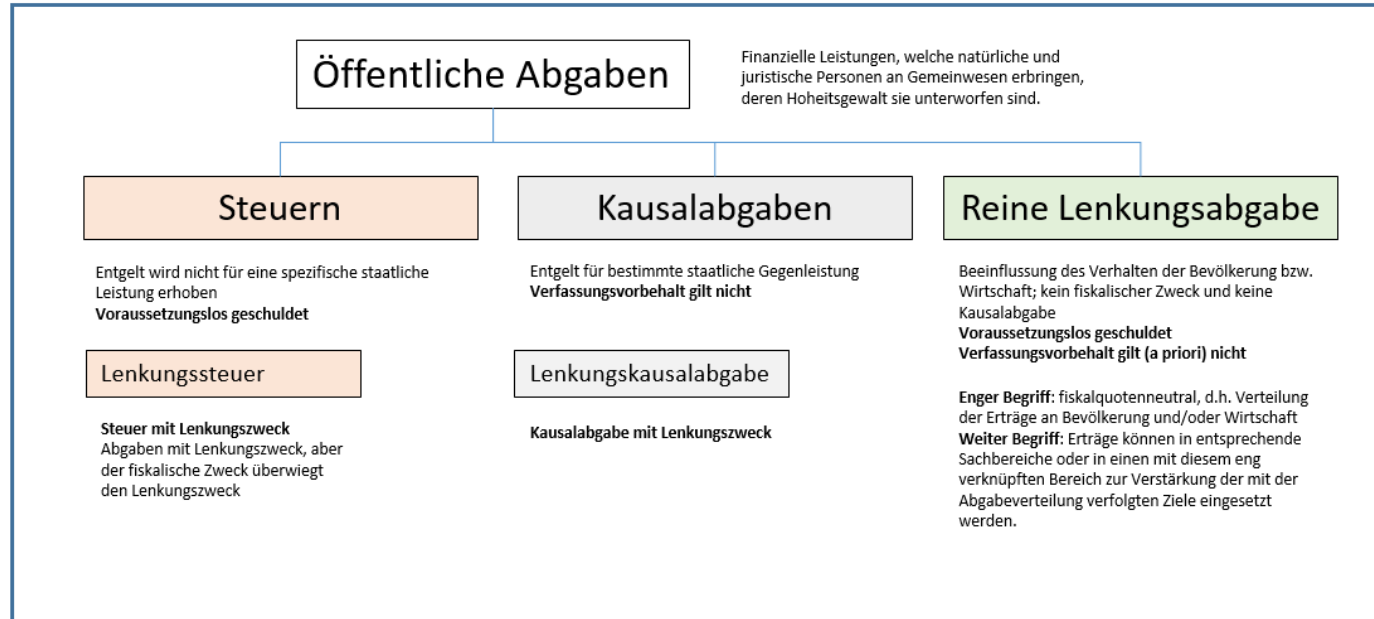 Öffentliche Abgaben
Finanzielle Leistungen, welche natürliche und
juristische Personen an Gemeinwesen erbringen,
deren Hoheitsgewalt sie unterworfen sind.
Steuern
Entgelt wird nicht für eine spezifische staatliche
Leistung erhoben
Voraussetzungslos geschuldet
Lenkungssteuer
Steuer mit Lenkungszweck
Abgaben mit Lenkungszweck, aber
der fiskalische Zweck überwiegt
den Lenkungszweck
Kausalabgaben
Entgelt für bestimmte staatliche Gegenleistung
Verfassungsvorbehalt gilt nicht
Lenkungskausalabgabe
Kausalabgabe mit Lenkungszweck
Reine Lenkungsabgabe
Beeinflussung des Verhalten der Bevölkerung bzw.
Wirtschaft; kein fiskalischer Zweck und keine
Kausalabgabe
Voraussetzungslos geschuldet
Verfassungsvorbehalt gilt (a priori) nicht
Enger Begriff: fiskalquotenneutral, d.h. Verteilung
der Erträge an Bevölkerung und/oder Wirtschaft
Weiter Begriff: Erträge können in entsprechende
Sachbereiche oder in einen mit diesem eng
verknüpften Bereich zur Verstärkung der mit der
Abgabeverteilung verfolgten Ziele eingesetzt
werden.